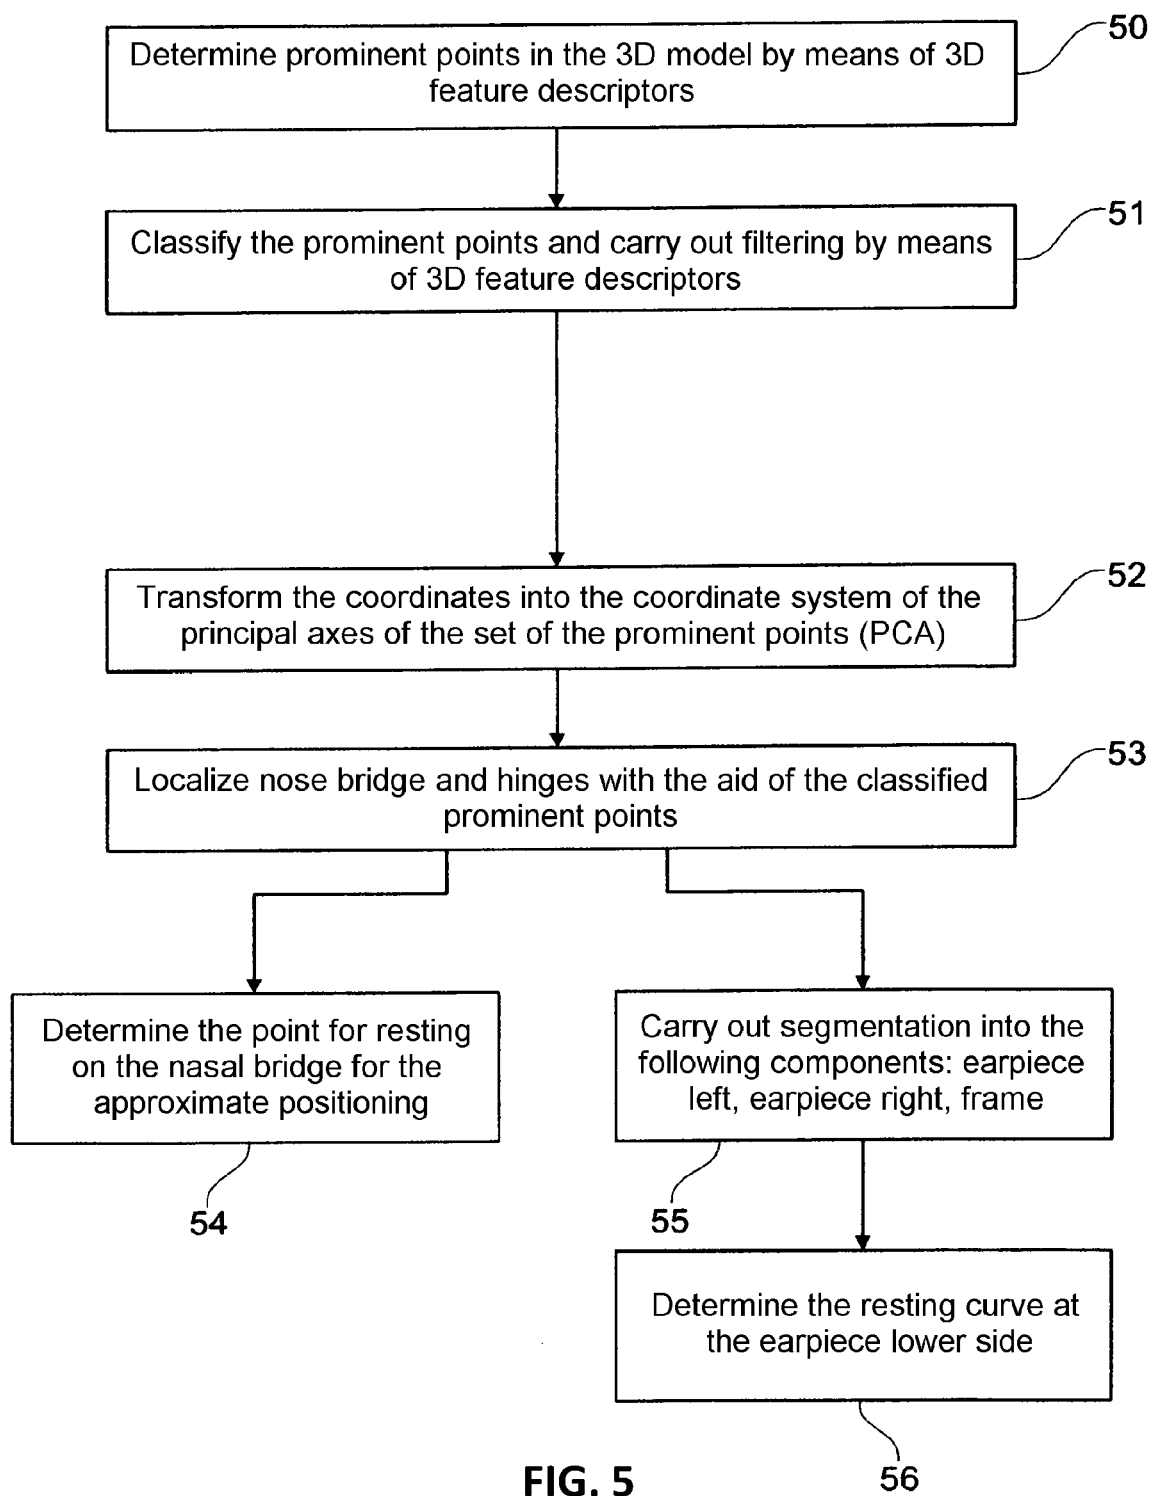 50
Determine prominent points in the 3D model by means of 3D
feature descriptors
51
Classify the prominent points and carry out filtering by means
of 3D feature descriptors
52
Transform the coordinates into the coordinate system of the
principal axes of the set of the prominent points (PCA)
53
Localize nose bridge and hinges with the aid of the classified
prominent points
Determine the point for resting
on the nasal bridge for the
approximate positioning
54
Carry out segmentation into the
following components: earpiece
left, earpiece right, frame
55
Determine the resting curve at
the earpiece lower side
56
FIG. 5